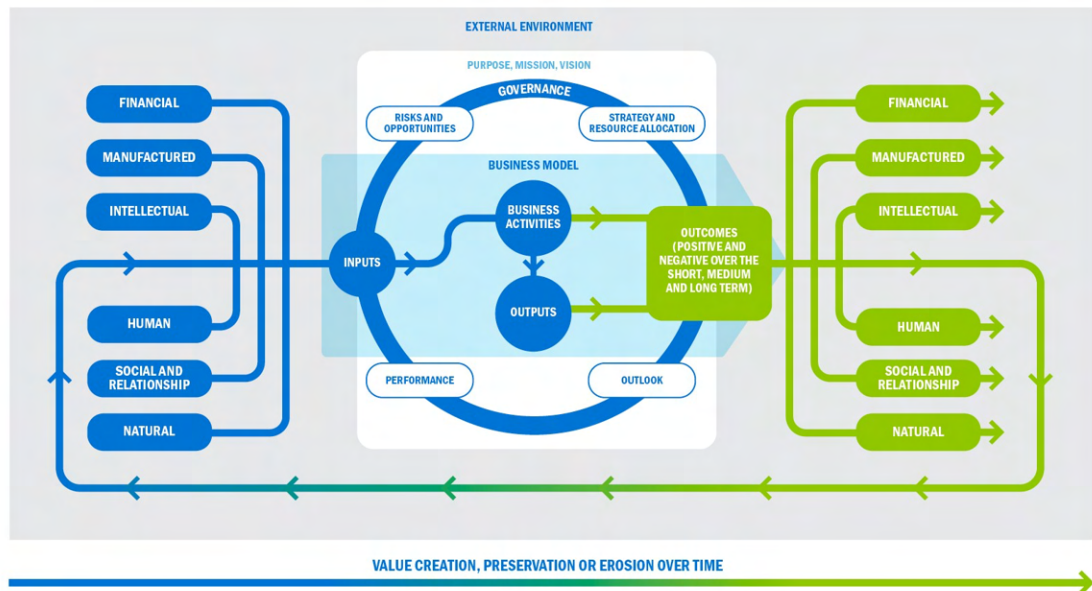 EXTERNAL ENVIRONMENT
PURPOSE, MISSION, VISION
GOVERNANCE
RISKS AND
OPPORTUNITIES
STRATEGY AND
RESOURCE ALLOCATION
FINANCIAL
MANUFACTURED
INTELLECTUAL
HUMAN
SOCIAL AND
RELATIONSHIP
NATURAL
INPUTS
BUSINESS MODEL
BUSINESS
ACTIVITIES
OUTPUTS
OUTCOMES
(POSITIVE AND
NEGATIVE OVER THE
SHORT, MEDIUM
AND LONG TERM)
PERFORMANCE
OUTLOOK
FINANCIAL
MANUFACTURED
INTELLECTUAL
HUMAN
SOCIAL AND
RELATIONSHIP
NATURAL
VALUE CREATION, PRESERVATION OR EROSION OVER TIME